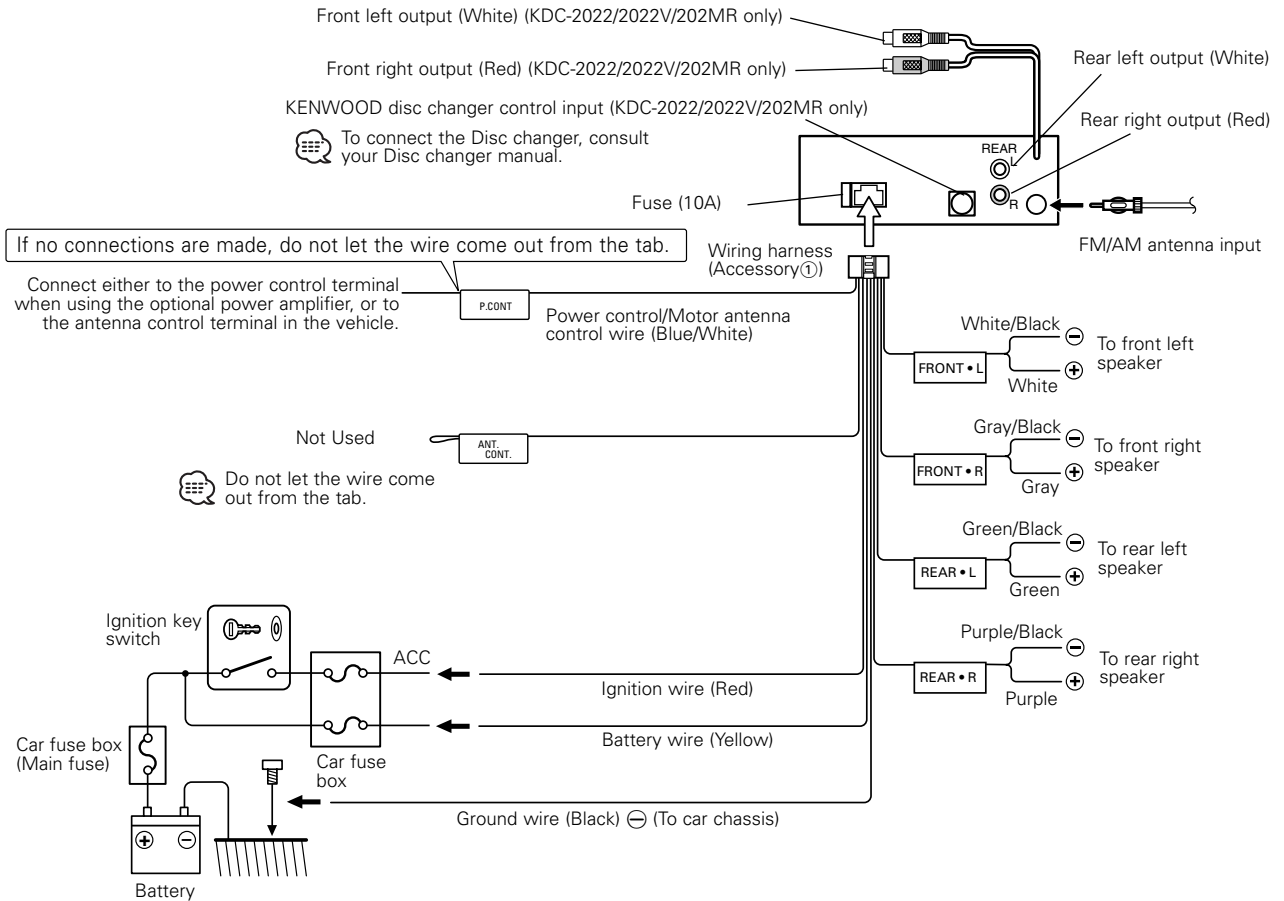 Front left output (White) (KDC-2022/2022V/202MR only)
Front right output (Red) (KDC-2022/2022V/202MR only)
Rear left output (White)
KENWOOD disc changer control input (KDC-2022/2022V/202MR only)
To connect the Disc changer, consult
your Disc changer manual.
Rear right output (Red)
REAR
L
R
Fuse (10A)
FM/AM antenna input
If no connections are made, do not let the wire come out from the tab.
Wiring harness
(Accessory①)
Connect either to the power control terminal
when using the optional power amplifier, or to
the antenna control terminal in the vehicle.
P.CONT
Power control/Motor antenna
control wire (Blue/White)
White/Black
⊖
To front left
speaker
FRONT • L
⊕
White
Not Used
ANT.
CONT.
Do not let the wire come
out from the tab.
Gray/Black
⊖
To front right
speaker
FRONT • R
⊕
Gray
Green/Black
⊖
To rear left
speaker
REAR • L
⊕
Green
Purple/Black
⊖
To rear right
speaker
REAR • R
⊕
Purple
Ignition key
switch
ACC
Ignition wire (Red)
Battery wire (Yellow)
Car fuse box
(Main fuse)
Car fuse
box
Ground wire (Black) ⊖ (To car chassis)
⊕ ⊖
Battery